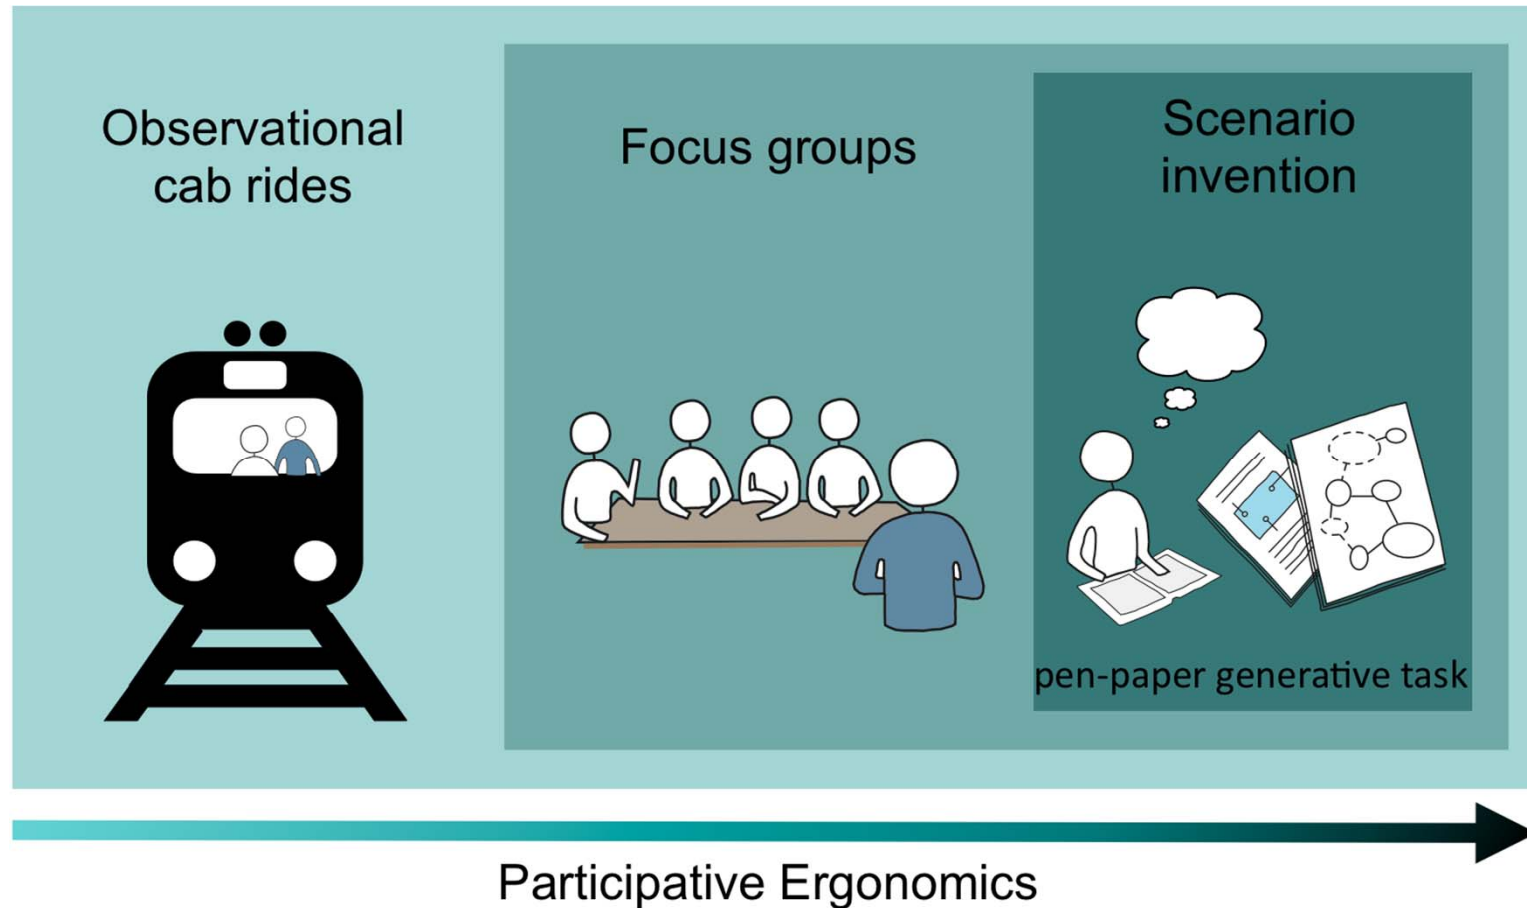 Observational
cab rides
Focus groups
Scenario
invention
pen-paper generative task
Participative Ergonomics